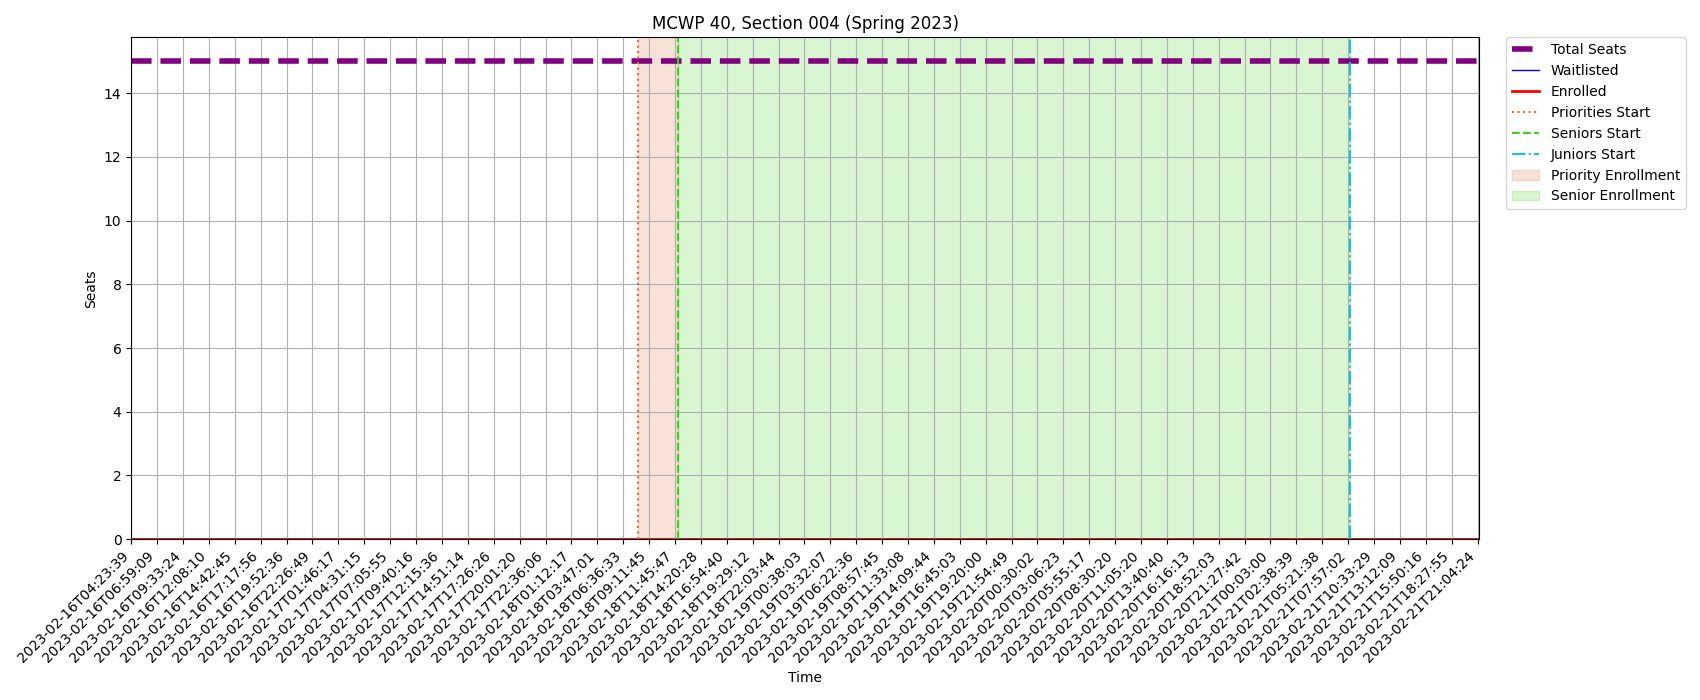 MCWP 40, Section 004 (Spring 2023)
Total Seats
Waitlisted
Enrolled
Priorities Start
Seniors Start
Juniors Start
Priority Enrollment
Senior Enrollment
Seats
14
12
10
8
6
4
2
0
2023-02-16T04:23:39
2023-02-16T06:59:09
2023-02-16T09:33:24
2023-02-16T12:08:10
2023-02-16T14:42:45
2023-02-16T17:17:56
2023-02-16T19:52:36
2023-02-16T22:26:49
2023-02-17T01:46:17
2023-02-17T04:31:15
2023-02-17T07:05:55
2023-02-17T09:40:16
2023-02-17T12:15:36
2023-02-17T14:51:14
2023-02-17T17:26:26
2023-02-17T20:01:20
2023-02-17T22:36:06
2023-02-18T01:12:17
2023-02-18T03:47:01
2023-02-18T06:36:33
2023-02-18T09:11:45
2023-02-18T11:45:47
2023-02-18T14:20:28
2023-02-18T16:54:40
2023-02-18T19:29:12
2023-02-18T22:03:44
2023-02-19T00:38:03
2023-02-19T03:32:07
2023-02-19T06:22:36
2023-02-19T08:57:45
2023-02-19T11:33:08
2023-02-19T14:09:44
2023-02-19T16:45:03
2023-02-19T19:20:00
2023-02-19T21:54:49
2023-02-20T00:30:02
2023-02-20T03:06:23
2023-02-20T05:55:17
2023-02-20T08:30:20
2023-02-20T11:05:20
2023-02-20T13:40:40
2023-02-20T16:16:13
2023-02-20T18:52:03
2023-02-20T21:27:42
2023-02-21T00:03:00
2023-02-21T02:38:39
2023-02-21T05:21:38
2023-02-21T07:57:02
2023-02-21T10:33:29
2023-02-21T13:12:09
2023-02-21T15:50:16
2023-02-21T18:27:55
2023-02-21T21:04:24
Time